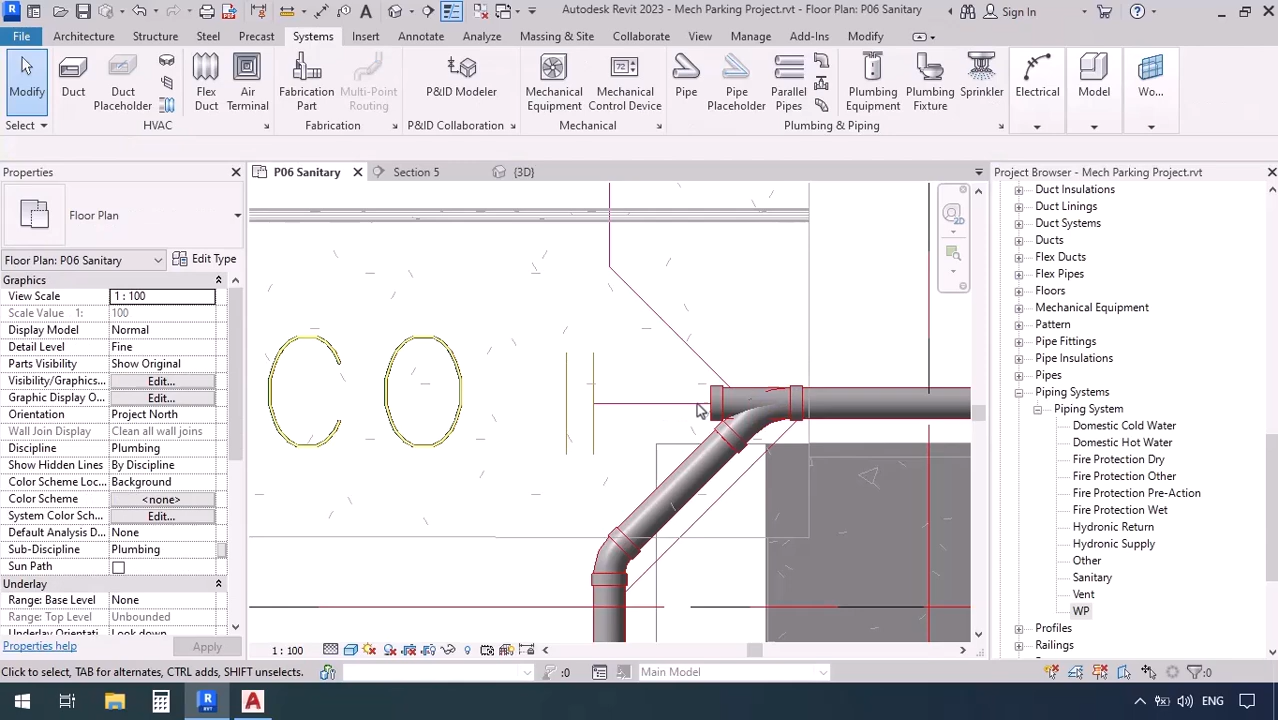 Autodesk Revit 2023 - Mech Parking Project.rvt - Floor Plan: P06 Sanitary
Sign In
File
Architecture
Structure
Steel
Precast
Systems
Insert
Annotate
Analyze
Massing & Site
Collaborate
View
Manage
Add-Ins
Modify
Modify
Duct
Duct Placeholder
Flex Duct
Air Terminal
Fabrication Part
Multi-Point Routing
P&ID Modeler
Mechanical Equipment
Mechanical Control Device
Pipe
Pipe Placeholder
Parallel Pipes
Plumbing Equipment
Plumbing Fixture
Sprinkler
Electrical
Model
Wo...
Select
HVAC
Fabrication
P&ID Collaboration
Mechanical
Plumbing & Piping
Properties
P06 Sanitary
Section 5
{3D}
Project Browser - Mech Parking Project.rvt
Floor Plan
Floor Plan: P06 Sanitary
Edit Type
Graphics
View Scale 1 : 100
Scale Value 1: 100
Display Model Normal
Detail Level Fine
Parts Visibility Show Original
Visibility/Graphics... Edit...
Graphic Display O... Edit...
Orientation Project North
Wall Join Display Clean all wall joins
Discipline Plumbing
Show Hidden Lines By Discipline
Color Scheme Loc... Background
Color Scheme <none>
System Color Sch... Edit...
Default Analysis D... None
Sub-Discipline Plumbing
Sun Path
Underlay
Range: Base Level None
Range: Top Level Unbounded
Underlay Orientati... Look down
Properties help
Apply
CO
2D
Duct Insulations
Duct Linings
Duct Systems
Ducts
Flex Ducts
Flex Pipes
Floors
Mechanical Equipment
Pattern
Pipe Fittings
Pipe Insulations
Pipes
Piping Systems
Piping System
Domestic Cold Water
Domestic Hot Water
Fire Protection Dry
Fire Protection Other
Fire Protection Pre-Action
Fire Protection Wet
Hydronic Return
Hydronic Supply
Other
Sanitary
Vent
WP
Profiles
Railings
1 : 100
Click to select, TAB for alternates, CTRL adds, SHIFT unselects.
:0
Main Model
:0
ENG